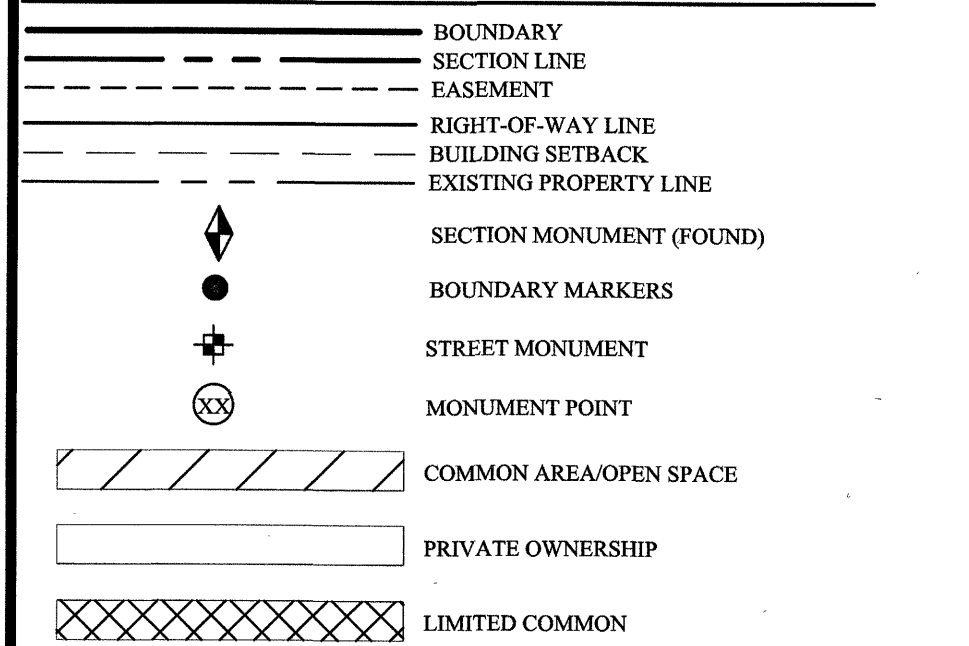 BOUNDARY
SECTION LINE
EASEMENT
RIGHT-OF-WAY LINE
BUILDING SETBACK
EXISTING PROPERTY LINE
SECTION MONUMENT (FOUND)
BOUNDARY MARKERS
STREET MONUMENT
XX MONUMENT POINT
COMMON AREA/OPEN SPACE
PRIVATE OWNERSHIP
LIMITED COMMON